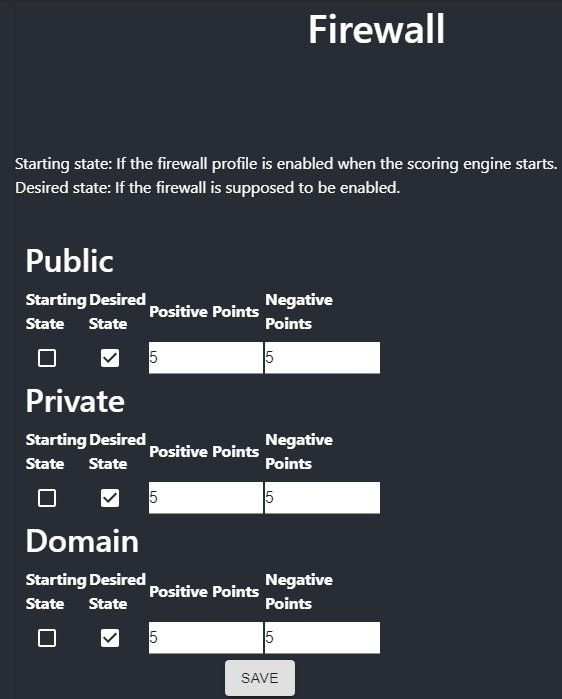 Firewall
Starting state: If the firewall profile is enabled when the scoring engine starts.
Desired state: If the firewall is supposed to be enabled.
Public
Starting State Desired State Positive Points Negative Points
5 5
Private
Starting State Desired State Positive Points Negative Points
5 5
Domain
Starting State Desired State Positive Points Negative Points
5 5
SAVE